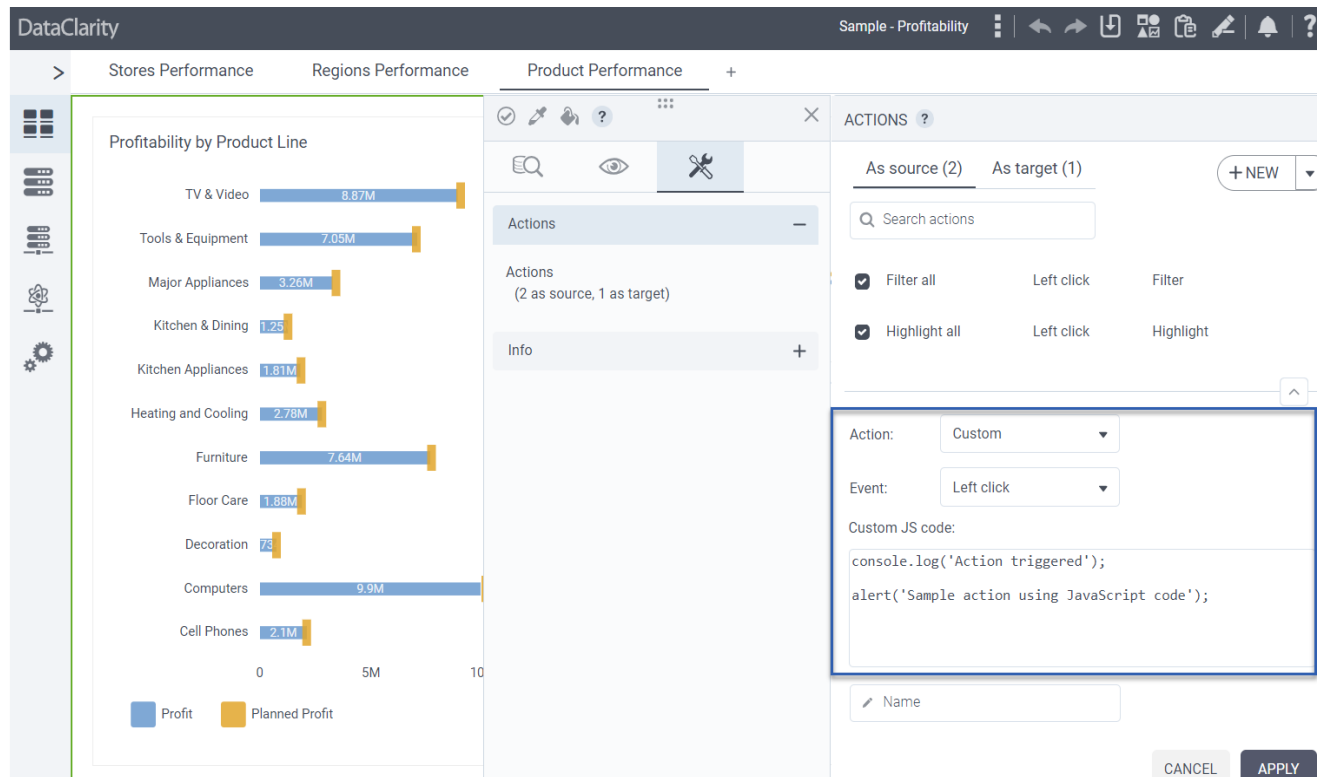 DataClarity
Sample - Profitability
?
Stores Performance
Regions Performance
Product Performance
+
Profitability by Product Line
TV & Video 8.87M
Tools & Equipment 7.05M
Major Appliances 3.26M
Kitchen & Dining 1.25
Kitchen Appliances 1.81M
Heating and Cooling 2.78M
Furniture 7.64M
Floor Care 1.88M
Decoration 73
Computers 9.9M
Cell Phones 2.1M
0 5M 10
Profit Planned Profit
?
Actions
Actions
(2 as source, 1 as target)
Info
ACTIONS ?
As source (2) As target (1)
+ NEW
Search actions
Filter all Left click Filter
Highlight all Left click Highlight
Action: Custom
Event: Left click
Custom JS code:
console.log('Action triggered');
alert('Sample action using JavaScript code');
Name
CANCEL APPLY